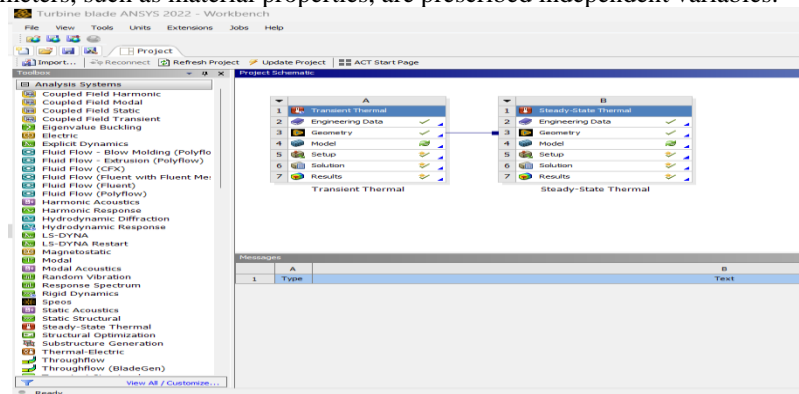 meters, such as material properties, are prescribed independent variables.
Turbine blade ANSYS 2022 - Workbench
File View Tools Units Extensions Jobs Help
Project
Import... Reconnect Refresh Project Update Project ACT Start Page
Toolbox
Analysis Systems
Coupled Field Harmonic
Coupled Field Modal
Coupled Field Static
Coupled Field Transient
Eigenvalue Buckling
Electric
Explicit Dynamics
Fluid Flow - Blow Molding (Polyflo
Fluid Flow - Extrusion (Polyflow)
Fluid Flow (CFX)
Fluid Flow (Fluent with Fluent Me
Fluid Flow (Fluent)
Fluid Flow (Polyflow)
Harmonic Acoustics
Harmonic Response
Hydrodynamic Diffraction
Hydrodynamic Response
LS-DYNA
LS-DYNA Restart
Magnetostatic
Modal
Modal Acoustics
Random Vibration
Response Spectrum
Rigid Dynamics
Speos
Static Acoustics
Static Structural
Steady-State Thermal
Structural Optimization
Substructure Generation
Thermal-Electric
Throughflow
Throughflow (BladeGen)
View All / Customize...
Ready
Project Schematic
A
1 Transient Thermal
2 Engineering Data
3 Geometry
4 Model
5 Setup
6 Solution
7 Results
Transient Thermal
B
1 Steady-State Thermal
2 Engineering Data
3 Geometry
4 Model
5 Setup
6 Solution
7 Results
Steady-State Thermal
Messages
A B
1 Type Text